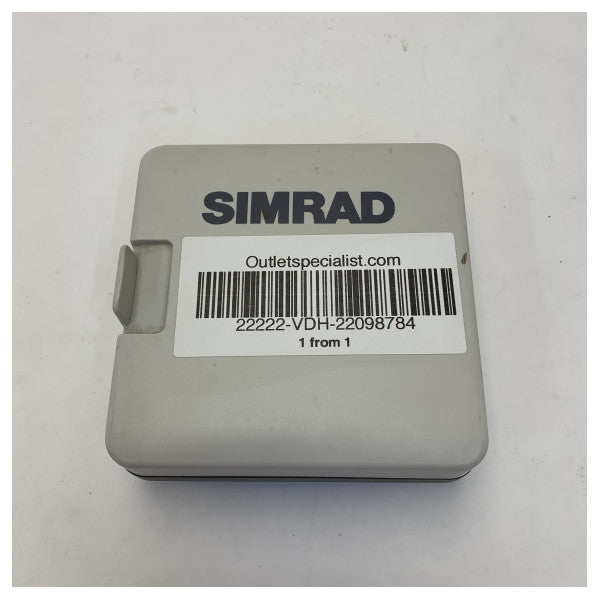 SIMRAD
Outletspecialist.com
22222-VDH-22098784
1 from 1